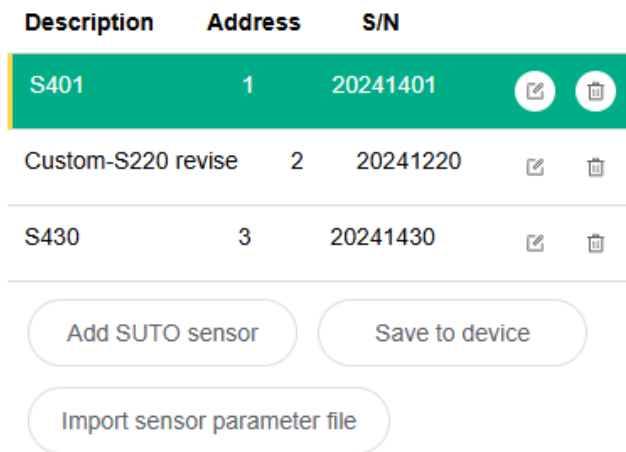 Description Address S/N
S401 1 20241401
Custom-S220 revise 2 20241220
S430 3 20241430
Add SUTO sensor Save to device
Import sensor parameter file